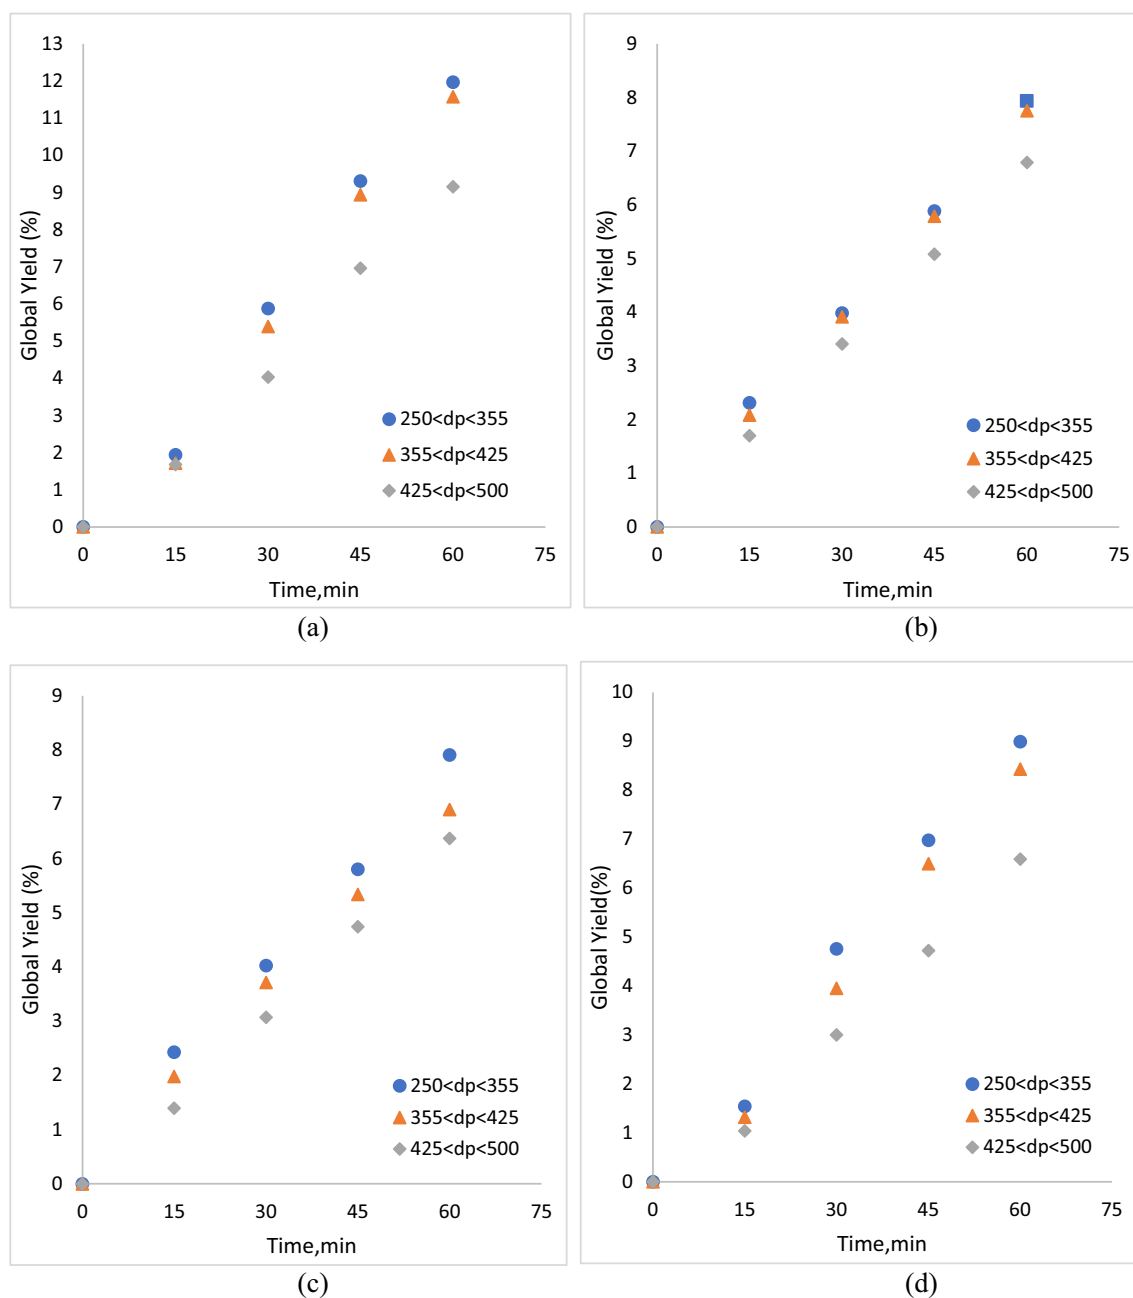 13
12
11
10
9
8
7
6
5
4
3
2
1
0
Global YIeld (%)
250<dp<355
355<dp<425
425<dp<500
0 15 30 45 60 75
Time,min
(a)
9
8
7
6
5
4
3
2
1
0
Global Yield (%)
250<dp<355
355<dp<425
425<dp<500
0 15 30 45 60 75
Time,min
(b)
9
8
7
6
5
4
3
2
1
0
Global Yield (%)
250<dp<355
355<dp<425
425<dp<500
0 15 30 45 60 75
Time,min
(c)
10
9
8
7
6
5
4
3
2
1
0
Global Yield(%)
250<dp<355
355<dp<425
425<dp<500
0 15 30 45 60 75
Time,min
(d)